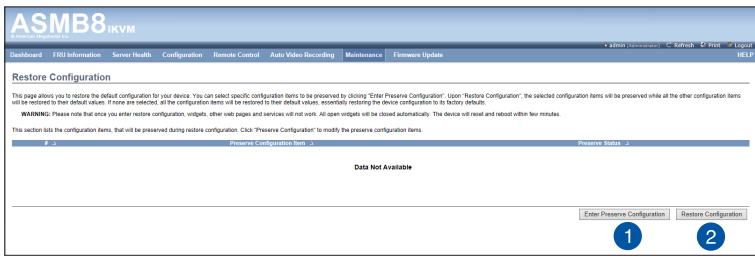 ASMB8 IKVM
American Megatrends Inc.
• admin (Administrator) Refresh Print Logout
Dashboard FRU Information Server Health Configuration Remote Control Auto Video Recording Maintenance Firmware Update HELP
Restore Configuration
This page allows you to restore the default configuration for your device. You can select specific configuration items to be preserved by clicking "Enter Preserve Configuration". Upon "Restore Configuration", the selected configuration items will be preserved while all the other configuration items
will be restored to their default values. If none are selected, all the configuration items will be restored to their default values, essentially restoring the device configuration to its factory defaults.
WARNING: Please note that once you enter restore configuration, widgets, other web pages and services will not work. All open widgets will be closed automatically. The device will reset and reboot within few minutes.
This section lists the configuration items, that will be preserved during restore configuration. Click "Preserve Configuration" to modify the preserve configuration items.
# Preserve Configuration Item Preserve Status
Data Not Available
Enter Preserve Configuration Restore Configuration
1 2